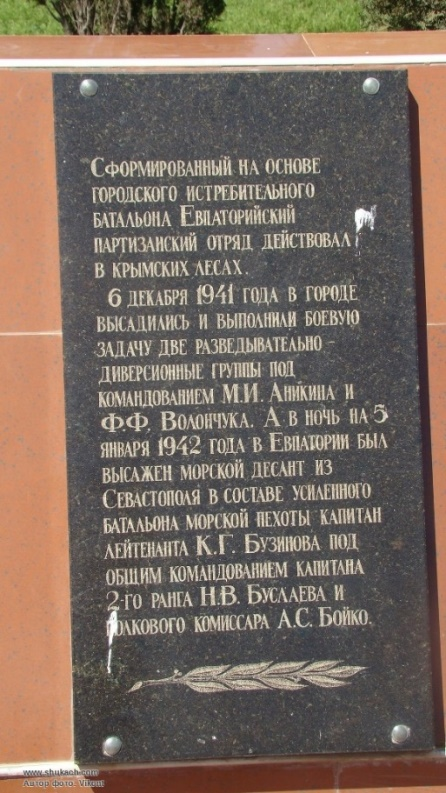 Сформированный на основе
городского истребительного
батальона Евпаторийский
партизанский отряд действовал
в крымских лесах.
6 декабря 1941 года в городе
высадились и выполнили боевую
задачу две разведывательно-
диверсионные группы под
командованием М.И. Аникина и
Ф.Ф. Волончука. А в ночь на 5
января 1942 года в Евпатории был
высажен морской десант из
Севастополя в составе усиленного
батальона морской пехоты капитан
лейтенанта К.Г. Бузинова под
общим командованием капитана
2-го ранга Н.В. Буслаева и
полкового комиссара А.С. Бойко.
www.shukach.com
Автор фото: Vikout